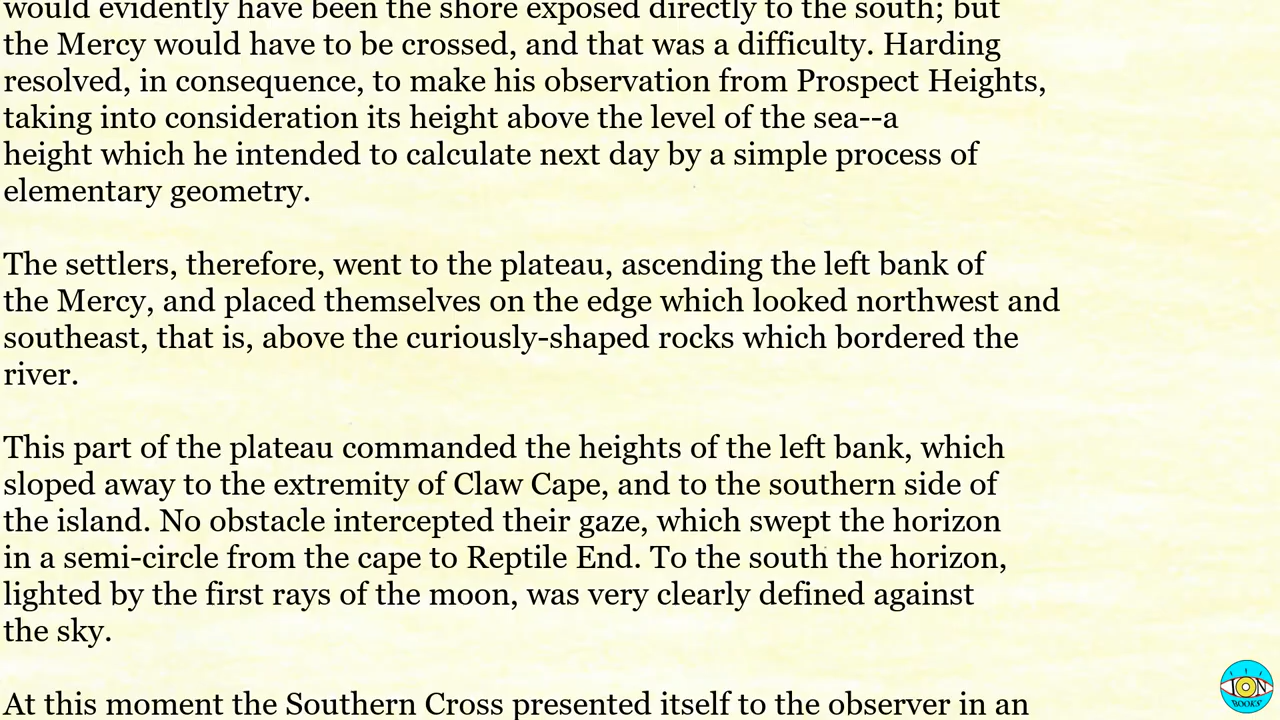 would evidently have been the shore exposed directly to the south; but
the Mercy would have to be crossed, and that was a difficulty. Harding
resolved, in consequence, to make his observation from Prospect Heights,
taking into consideration its height above the level of the sea--a
height which he intended to calculate next day by a simple process of
elementary geometry.
The settlers, therefore, went to the plateau, ascending the left bank of
the Mercy, and placed themselves on the edge which looked northwest and
southeast, that is, above the curiously-shaped rocks which bordered the
river.
This part of the plateau commanded the heights of the left bank, which
sloped away to the extremity of Claw Cape, and to the southern side of
the island. No obstacle intercepted their gaze, which swept the horizon
in a semi-circle from the cape to Reptile End. To the south the horizon,
lighted by the first rays of the moon, was very clearly defined against
the sky.
At this moment the Southern Cross presented itself to the observer in an
ION
BOOKS